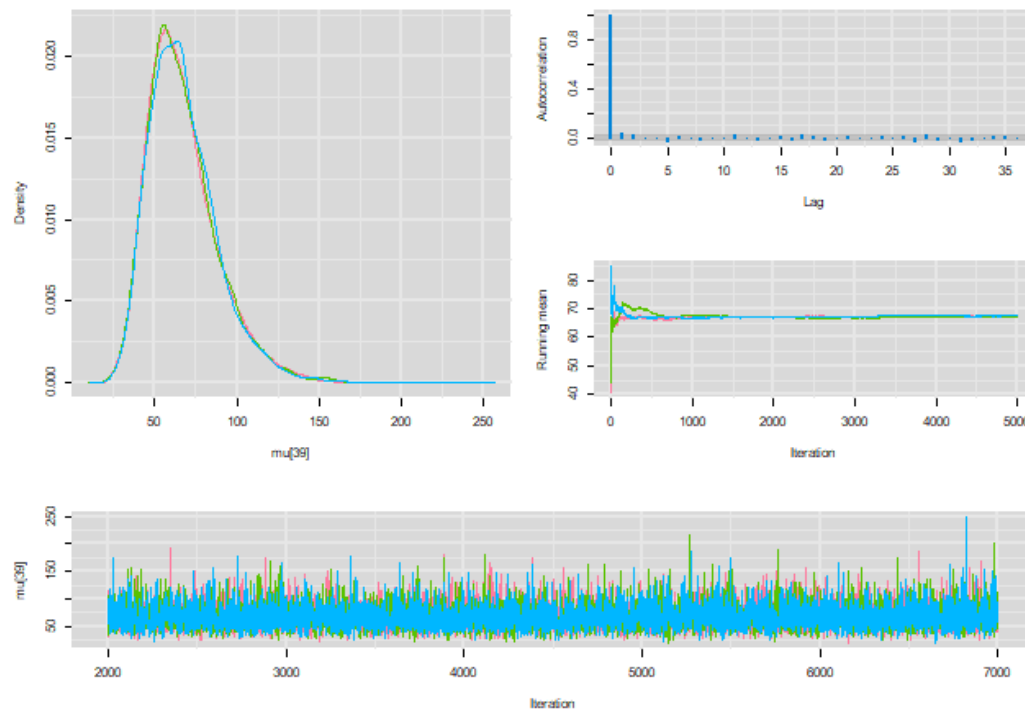 Density
0.000 0.005 0.010 0.015 0.020
50 100 150 200 250
mu[39]
Autocorrelation
0.0 0.4 0.8
0 5 10 15 20 25 30 35
Lag
Running mean
40 50 60 70 80
0 1000 2000 3000 4000 5000
Iteration
mu[39]
50 150 250
2000 3000 4000 5000 6000 7000
Iteration